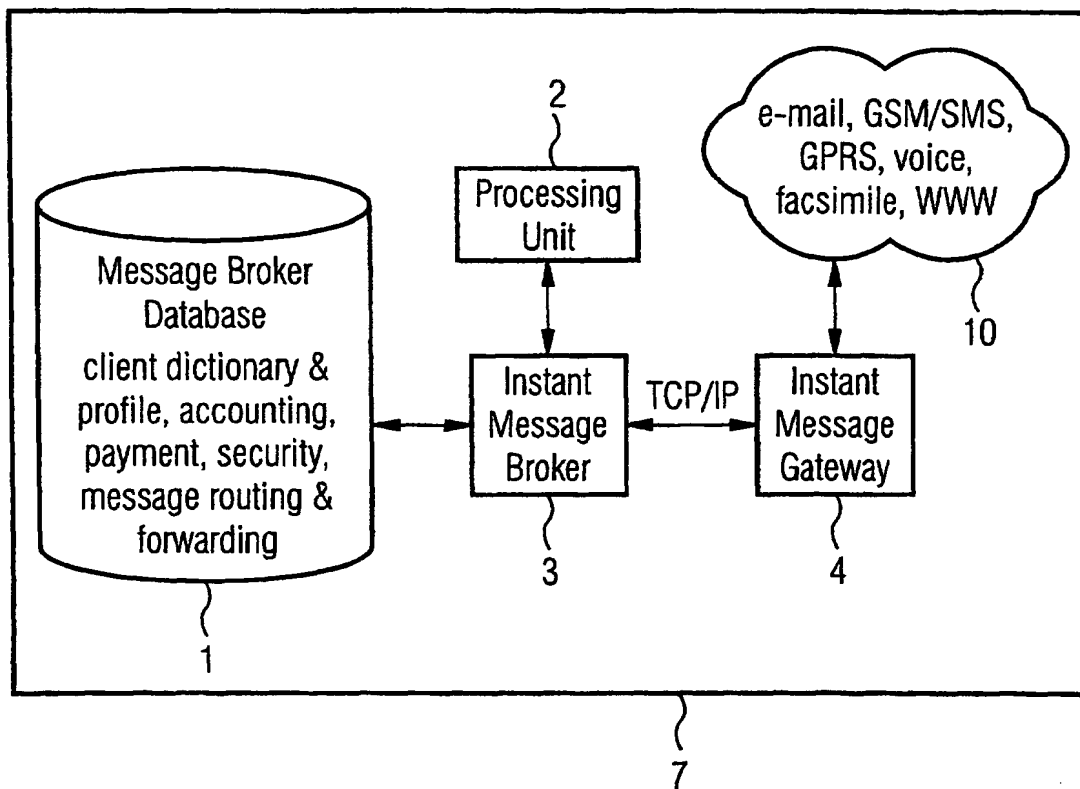 Message Broker
Database
client dictionary &
profile, accounting,
payment, security,
message routing &
forwarding
1
2
Processing
Unit
Instant
Message
Broker
3
TCP/IP
Instant
Message
Gateway
4
e-mail, GSM/SMS,
GPRS, voice,
facsimile, WWW
10
7